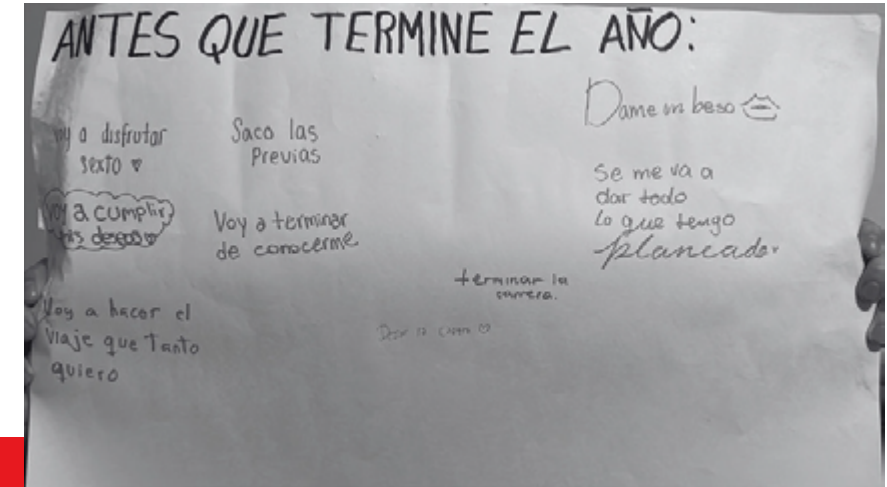 ANTES QUE TERMINE EL AÑO:
voy a disfrutar
sexto
voy a cumplir
mis deseos
Voy a hacer el
viaje que tanto
quiero
Saco las
Previas
Voy a terminar
de conocerme
terminar la
carrera.
Dame un beso
Se me va a
dar todo
lo que tengo
planeado.